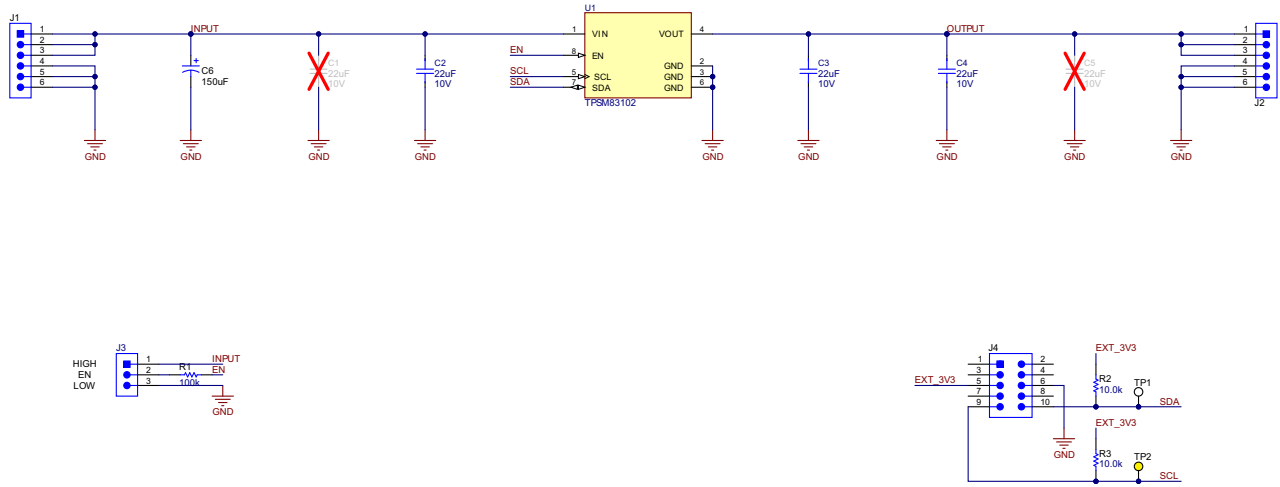 J1
1
2
3
4
5
6
INPUT
GND
C6
150uF
+
GND
C1
22uF
10V
GND
C2
22uF
10V
GND
U1
1 VIN VOUT 4
EN 8 EN
GND 2
SCL 5 SCL GND 3
SDA 7 SDA GND 6
TPSM83102
GND
C3
22uF
10V
GND
OUTPUT
C4
22uF
10V
GND
C5
22uF
10V
GND
GND
1
2
3
4
5
6
J2
J3
HIGH 1 INPUT
EN 2 R1 EN
LOW 3 100k
GND
J4
1 2
3 4
EXT_3V3 5 6
7 8
9 10
GND
EXT_3V3
R2
10.0k
TP1
SDA
EXT_3V3
R3
10.0k
TP2
SCL